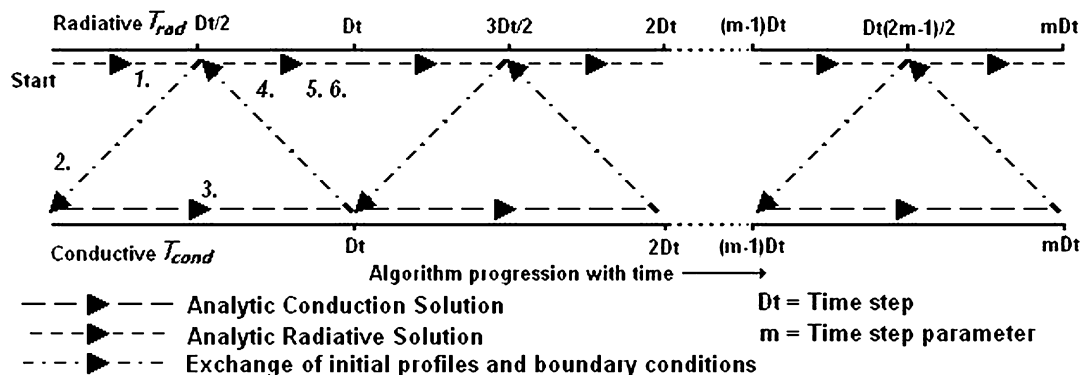 Radiative T̅rad Dt/2 Dt 3Dt/2 2Dt (m-1)Dt Dt(2m-1)/2 mDt
Start 1. 4. 5. 6.
2. 3.
Conductive T̅cond Dt 2Dt (m-1)Dt mDt
Algorithm progression with time
Analytic Conduction Solution Dt = Time step
Analytic Radiative Solution m = Time step parameter
Exchange of initial profiles and boundary conditions